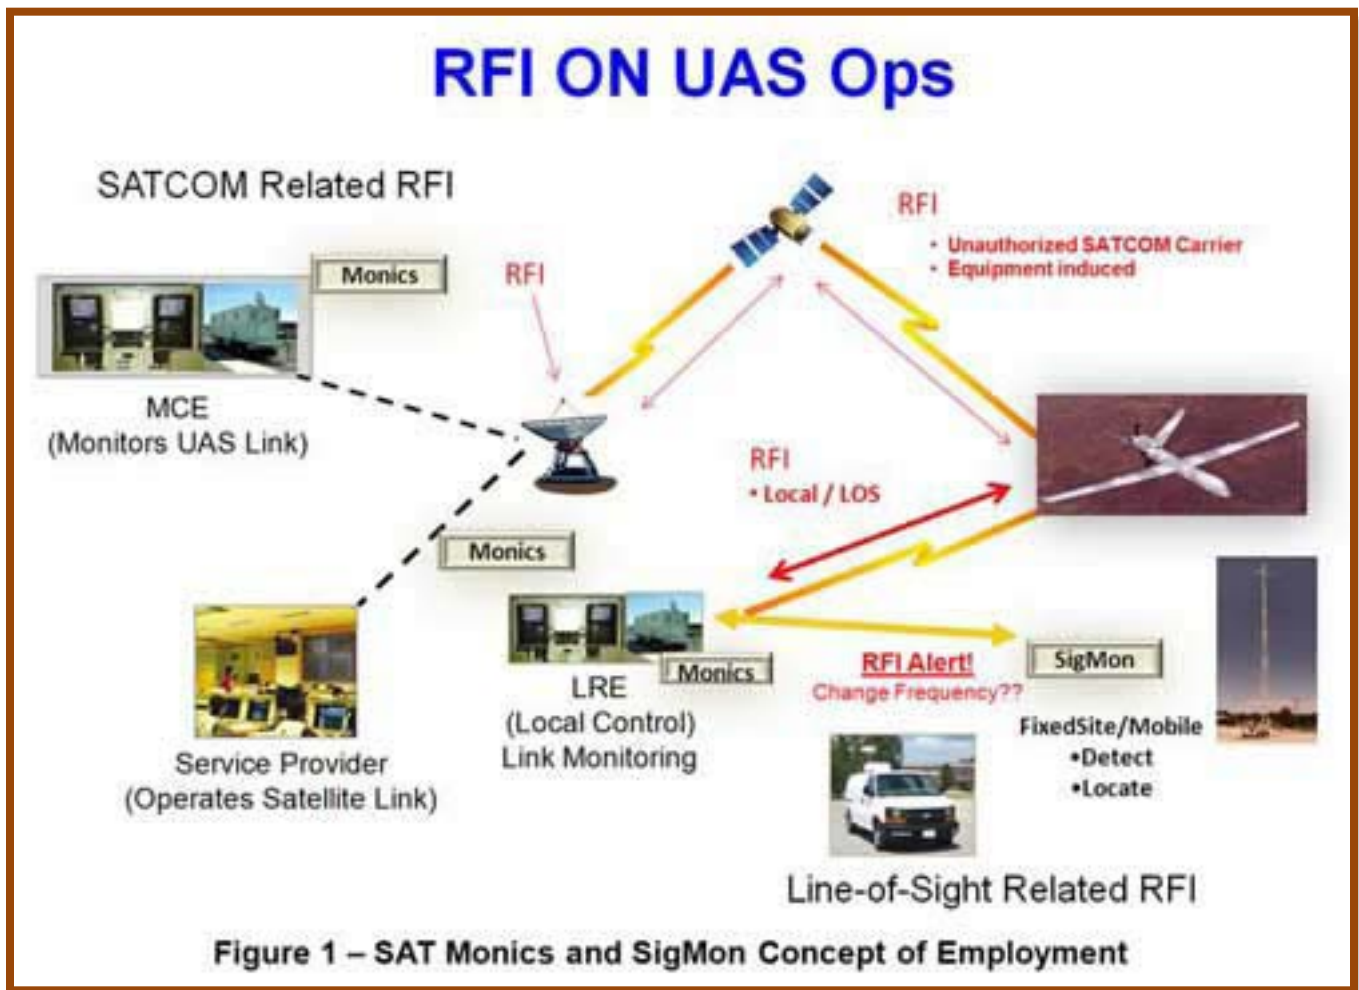 RFI ON UAS Ops
SATCOM Related RFI
Monics
MCE
(Monitors UAS Link)
RFI
RFI
• Unauthorized SATCOM Carrier
• Equipment induced
RFI
• Local / LOS
Monics
Service Provider
(Operates Satellite Link)
Monics
LRE
(Local Control)
Link Monitoring
RFI Alert!
Change Frequency??
SigMon
FixedSite/Mobile
•Detect
•Locate
Line-of-Sight Related RFI
Figure 1 – SAT Monics and SigMon Concept of Employment